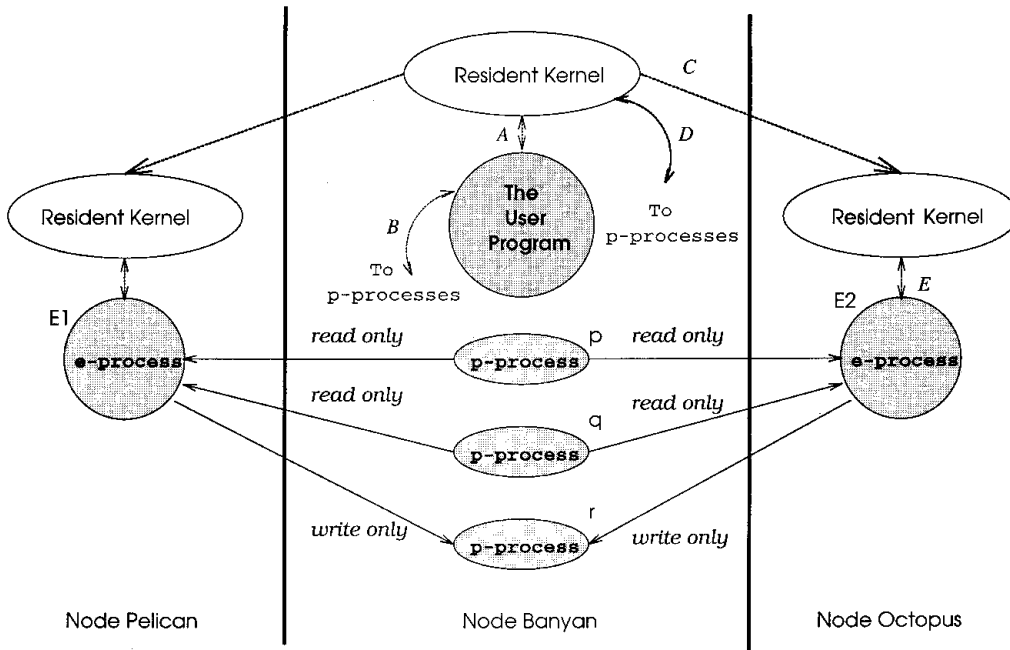 Resident Kernel
C
A
D
Resident Kernel
The
User
Program
B
To
p-processes
To
p-processes
Resident Kernel
E
E1
E2
e-process
read only
p
p-process
read only
e-process
read only
read only
q
p-process
r
p-process
write only
write only
Node Pelican
Node Banyan
Node Octopus